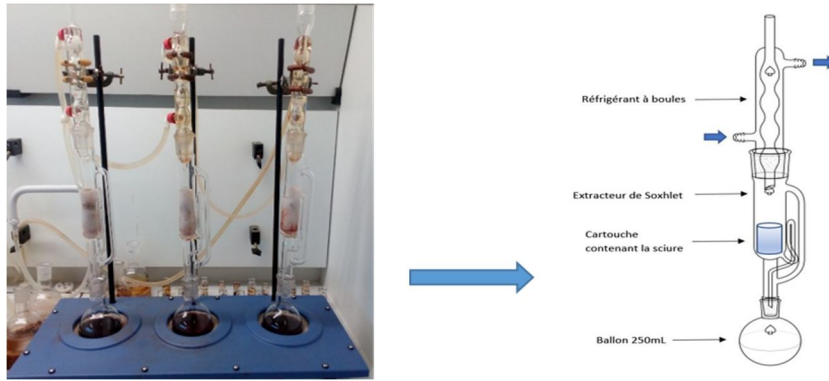 Réfrigérant à boules
Extracteur de Soxhlet
Cartouche
contenant la sciure
Ballon 250mL